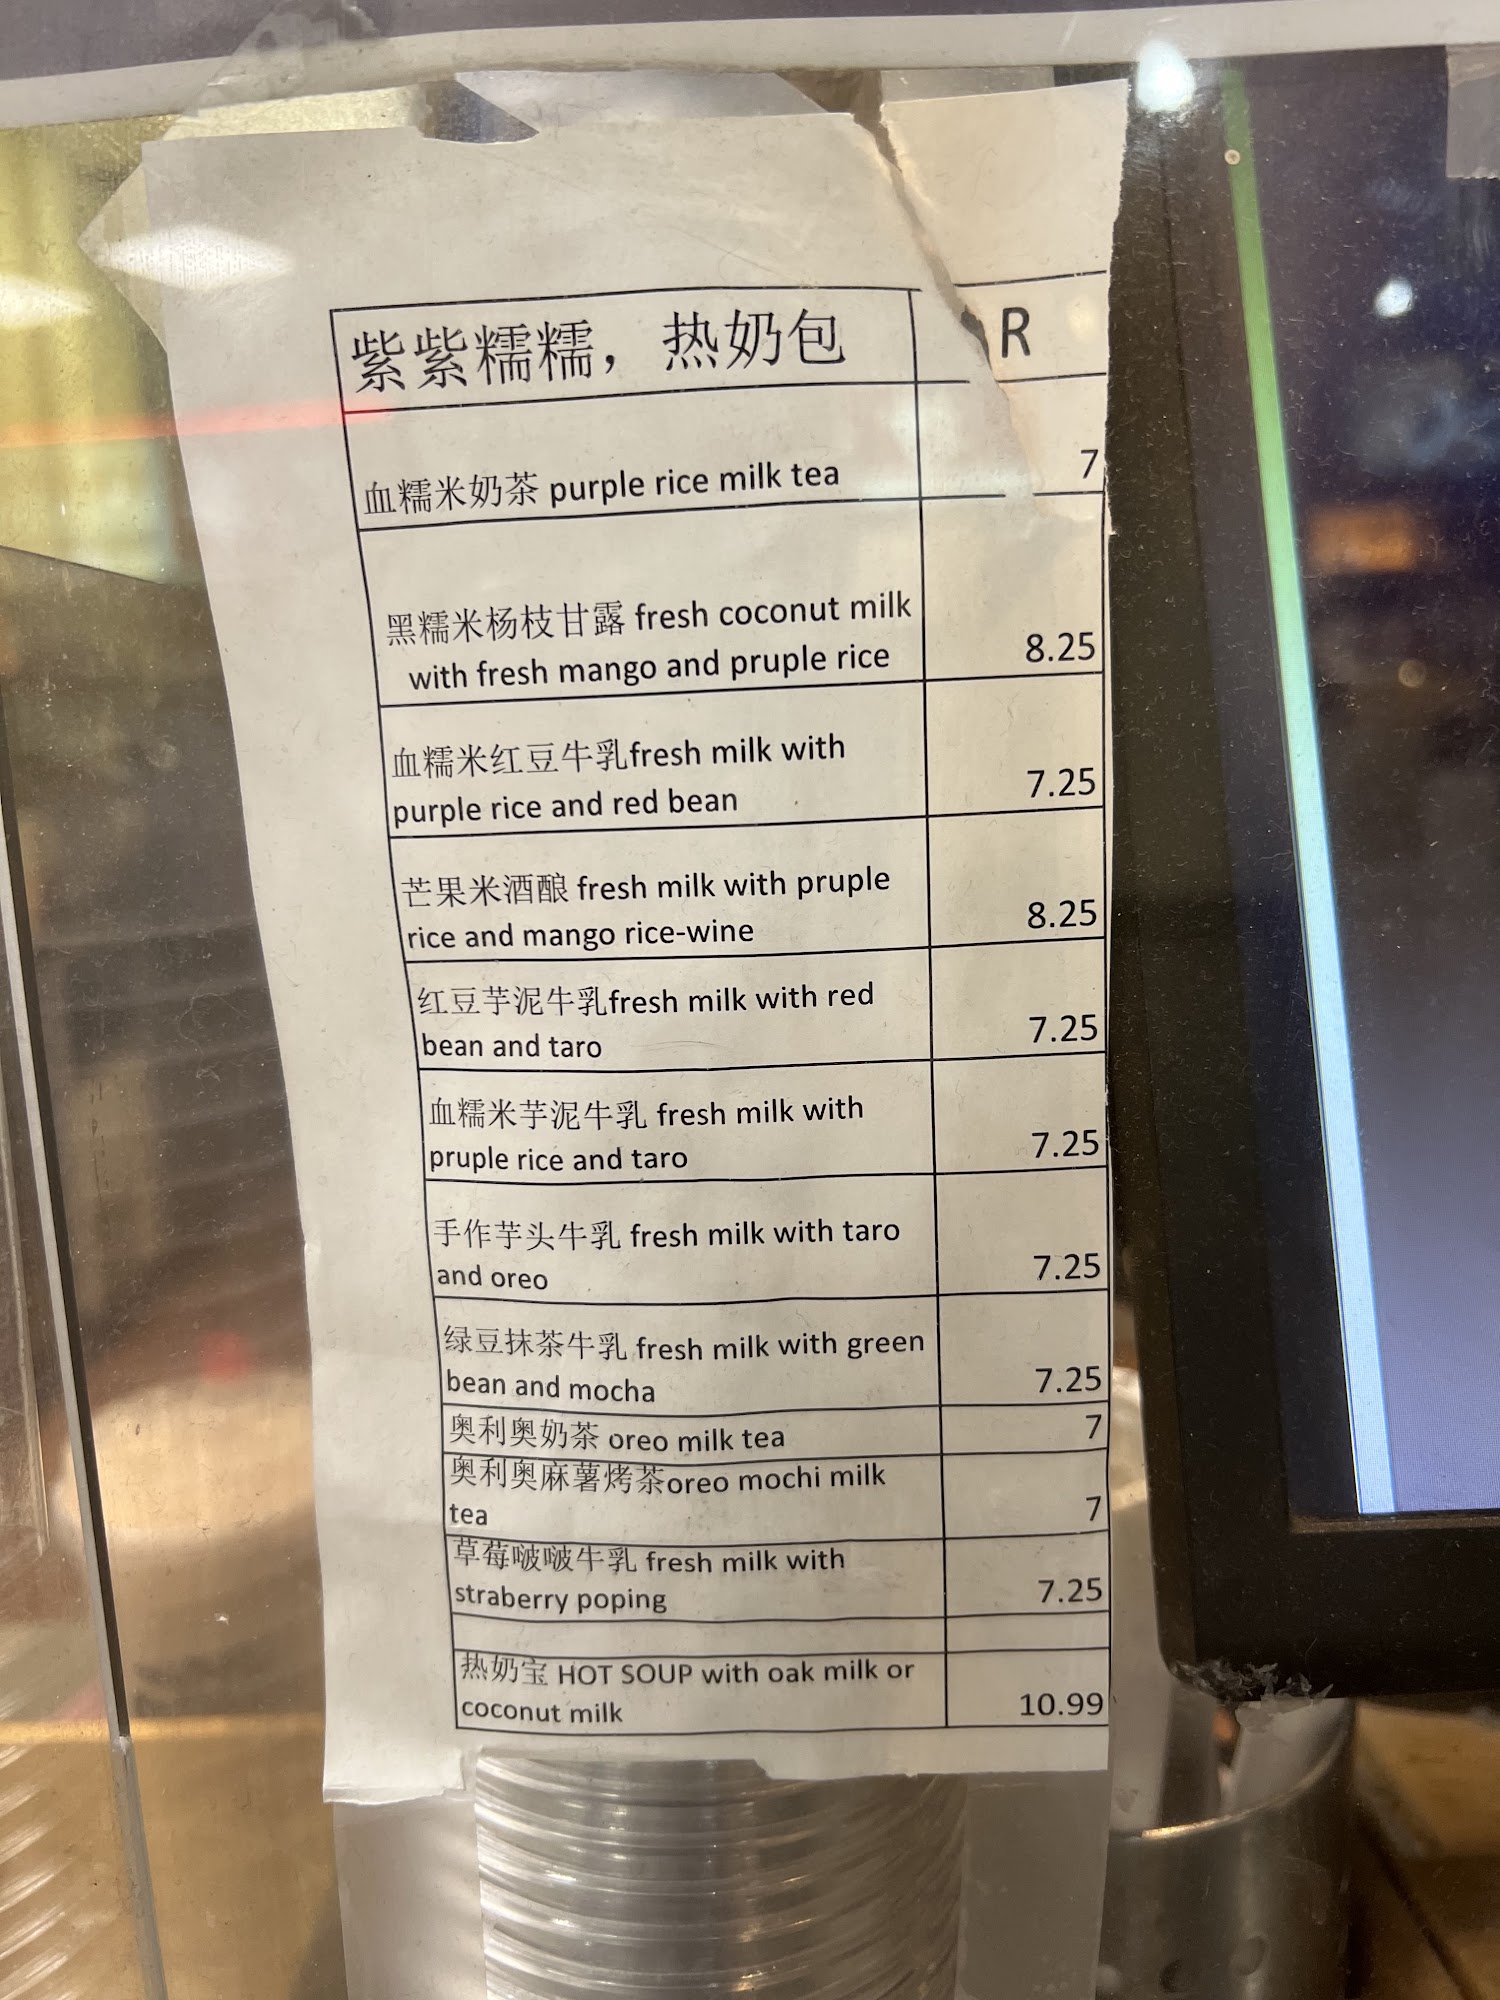 紫紫糯糯，热奶包 R
血糯米奶茶 purple rice milk tea 7
黑糯米杨枝甘露 fresh coconut milk
with fresh mango and pruple rice 8.25
血糯米红豆牛乳fresh milk with
purple rice and red bean 7.25
芒果米酒酿 fresh milk with pruple
rice and mango rice-wine 8.25
红豆芋泥牛乳fresh milk with red
bean and taro 7.25
血糯米芋泥牛乳 fresh milk with
pruple rice and taro 7.25
手作芋头牛乳 fresh milk with taro
and oreo 7.25
绿豆抹茶牛乳 fresh milk with green
bean and mocha 7.25
奥利奥奶茶 oreo milk tea 7
奥利奥麻薯烤茶oreo mochi milk
tea 7
草莓啵啵牛乳 fresh milk with
straberry poping 7.25
热奶宝 HOT SOUP with oak milk or
coconut milk 10.99